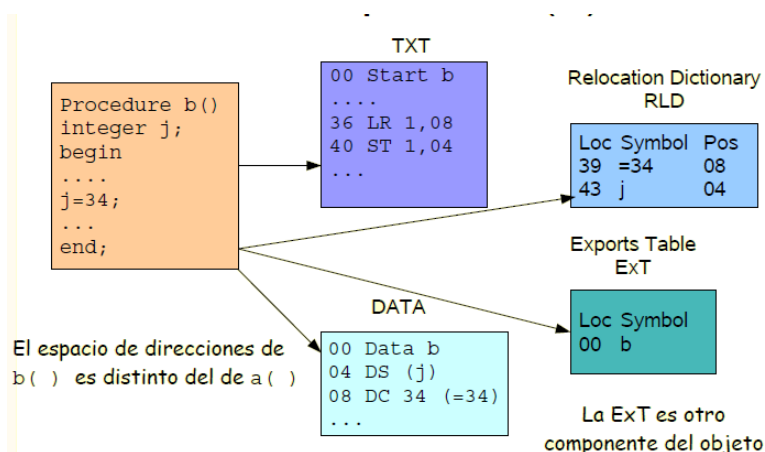 TXT
Procedure b()
integer j;
begin
....
j=34;
...
end;
00 Start b
....
36 LR 1,08
40 ST 1,04
...
Relocation Dictionary
RLD
Loc Symbol Pos
39 =34 08
43 j 04
Exports Table
ExT
Loc Symbol
00 b
DATA
00 Data b
04 DS (j)
08 DC 34 (=34)
...
El espacio de direcciones de
b( ) es distinto del de a( )
La ExT es otro
componente del objeto